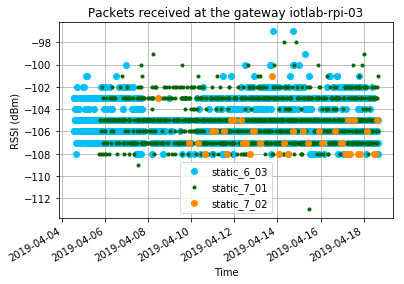 Packets received at the gateway iotlab-rpi-03
RSSI (dBm)
−98
−100
−102
−104
−106
−108
−110
−112
static_6_03
static_7_01
static_7_02
2019-04-04
2019-04-06
2019-04-08
2019-04-10
2019-04-12
2019-04-14
2019-04-16
2019-04-18
Time